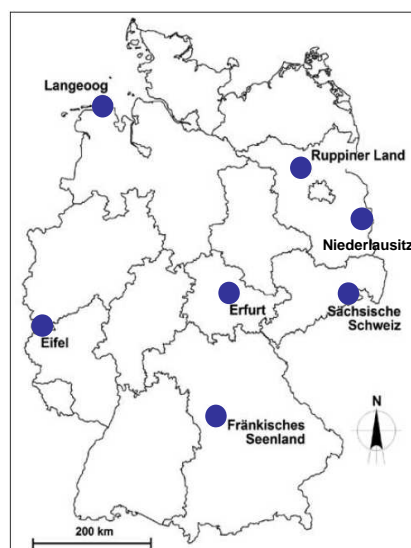 Langeoog
Ruppiner Land
Niederlausitz
Erfurt
Sächsische
Schweiz
Eifel
N
Fränkisches
Seenland
200 km